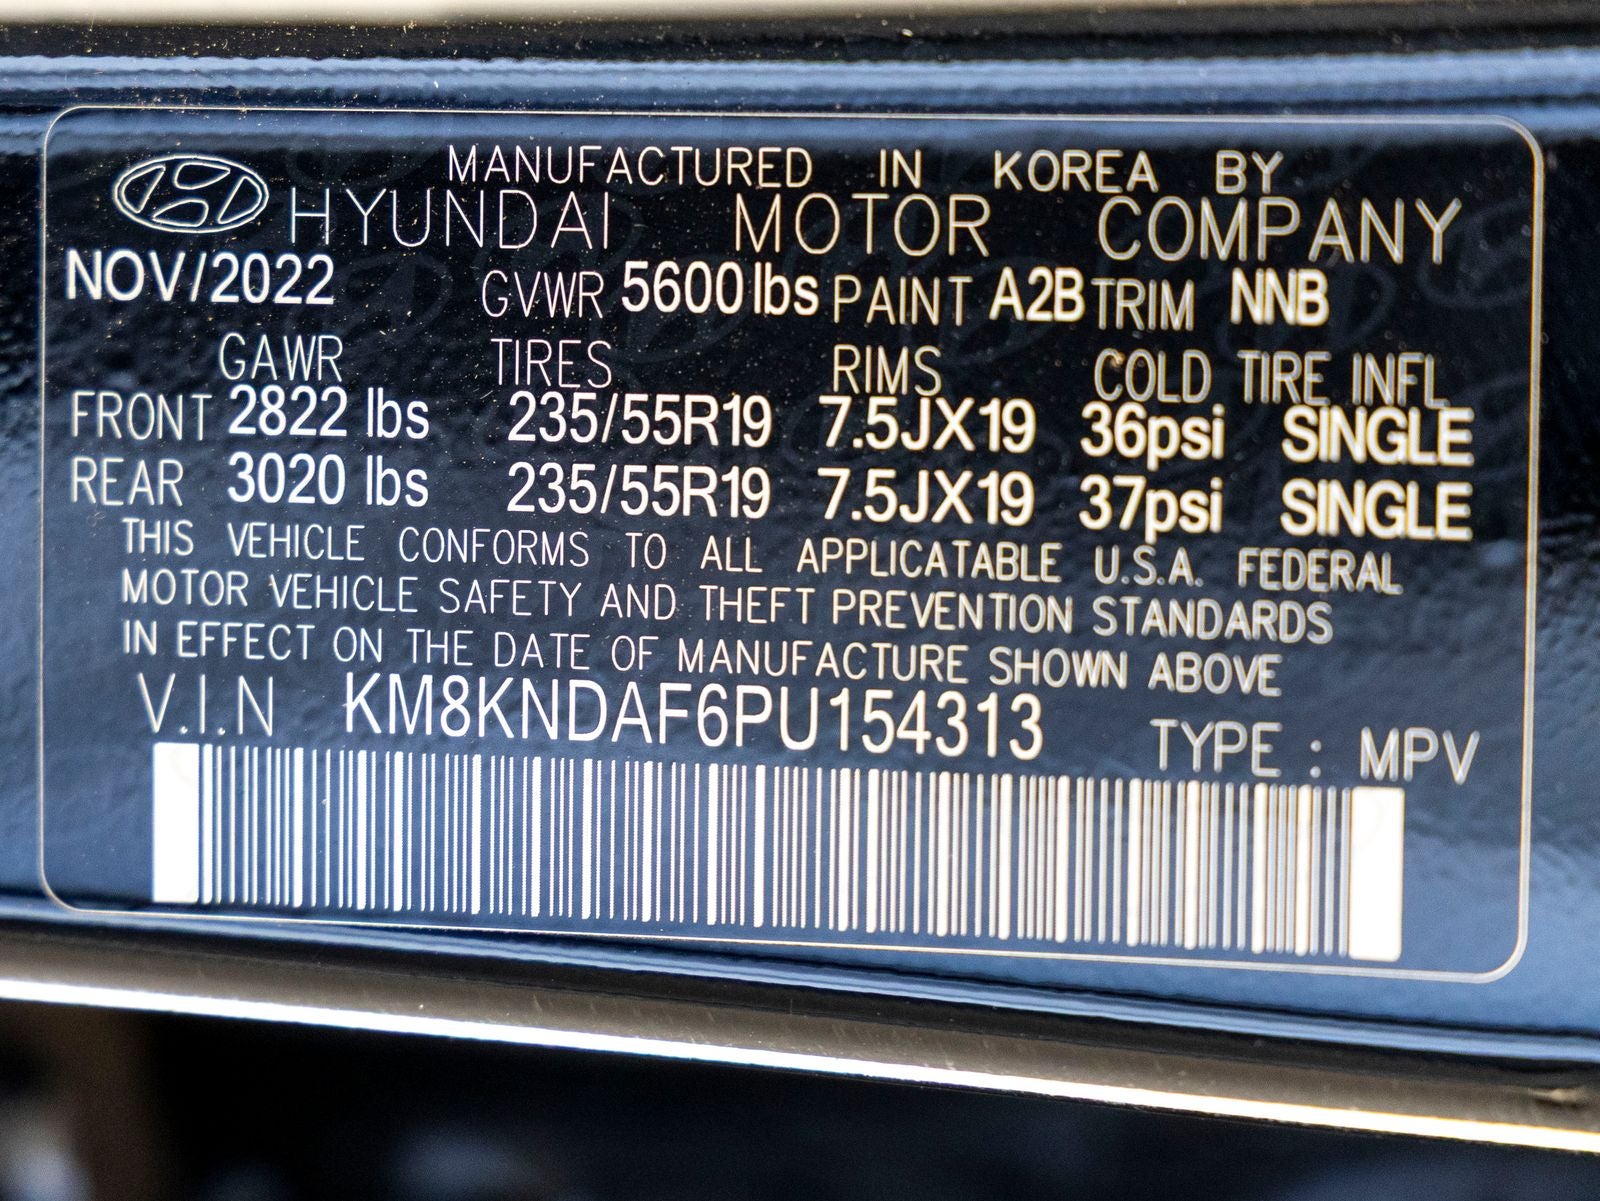 MANUFACTURED IN KOREA BY
HYUNDAI MOTOR COMPANY
NOV/2022 GVWR 5600 lbs PAINT A2B TRIM NNB
GAWR TIRES RIMS COLD TIRE INFL
FRONT 2822 lbs 235/55R19 7.5JX19 36psi SINGLE
REAR 3020 lbs 235/55R19 7.5JX19 37psi SINGLE
THIS VEHICLE CONFORMS TO ALL APPLICATABLE U.S.A. FEDERAL
MOTOR VEHICLE SAFETY AND THEFT PREVENTION STANDARDS
IN EFFECT ON THE DATE OF MANUFACTURE SHOWN ABOVE
V.I.N KM8KNDAF6PU154313 TYPE : MPV